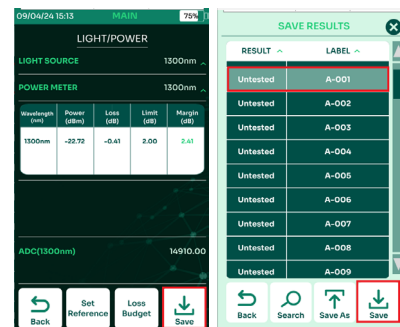 09/04/24 15:13 MAIN 75%
LIGHT/POWER
LIGHT SOURCE 1300nm
POWER METER 1300nm
Wavelength (nm) Power (dBm) Loss (dB) Limit (dB) Margin (dB)
1300nm -22.72 -0.41 2.00 2.41
ADC(1300nm) 14910.00
Back Set Reference Loss Budget Save
SAVE RESULTS
RESULT LABEL
Untested A-001
Untested A-002
Untested A-003
Untested A-004
Untested A-005
Untested A-006
Untested A-007
Untested A-008
Untested A-009
Back Search Save As Save